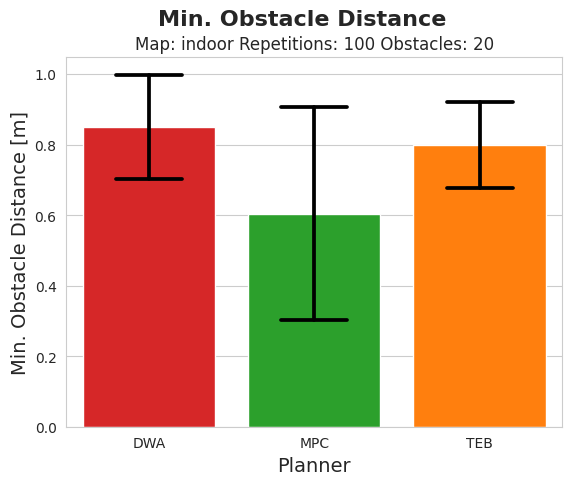 Min. Obstacle Distance
Map: indoor Repetitions: 100 Obstacles: 20
Min. Obstacle Distance [m]
1.0
0.8
0.6
0.4
0.2
0.0
DWA MPC TEB
Planner